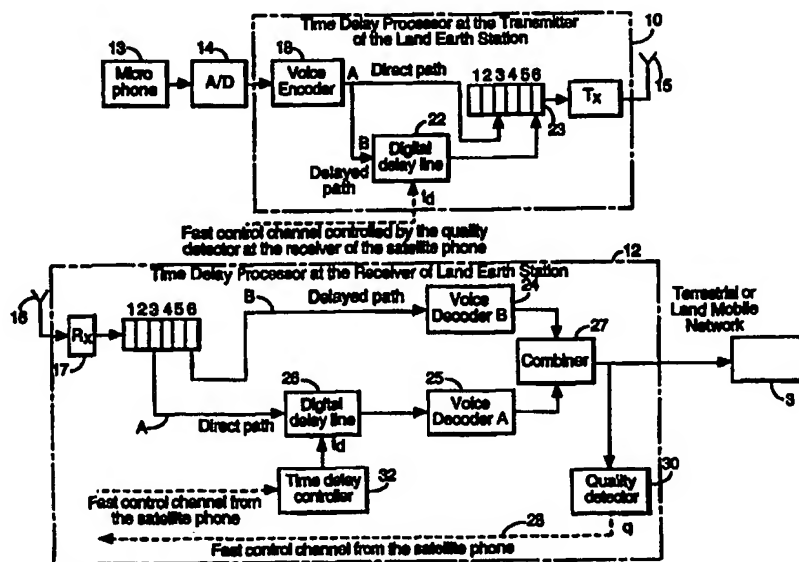 Time Delay Processor at the Transmitter
of the Land Earth Station
10
13
14
18
15
Micro
phone
A/D
Voice
Encoder
A
Direct path
1 2 3 4 5 6
Tx
23
22
B
Digital
delay line
Delayed
path
td
Fast control channel controlled by the quality
detector at the receiver of the satellite phone
12
Time Delay Processor at the Receiver of Land Earth Station
16
Rx
17
1 2 3 4 5 6
B
Delayed path
24
Voice
Decoder B
27
Combiner
Terrestrial or
Land Mobile
Network
3
26
25
Digital
delay line
Voice
Decoder A
A
Direct path
td
Time delay
controller
32
Quality
detector
30
Fast control channel from
the satellite phone
28
q
Fast control channel from the satellite phone